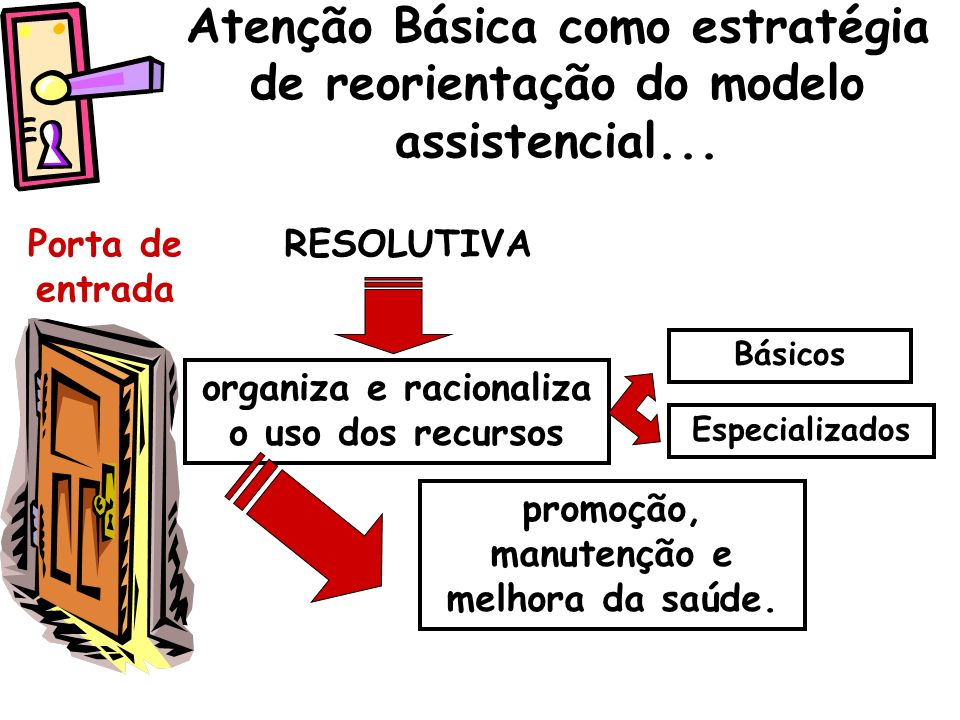 Atenção Básica como estratégia
de reorientação do modelo
assistencial...
Porta de
entrada
RESOLUTIVA
organiza e racionaliza
o uso dos recursos
Básicos
Especializados
promoção,
manutenção e
melhora da saúde.